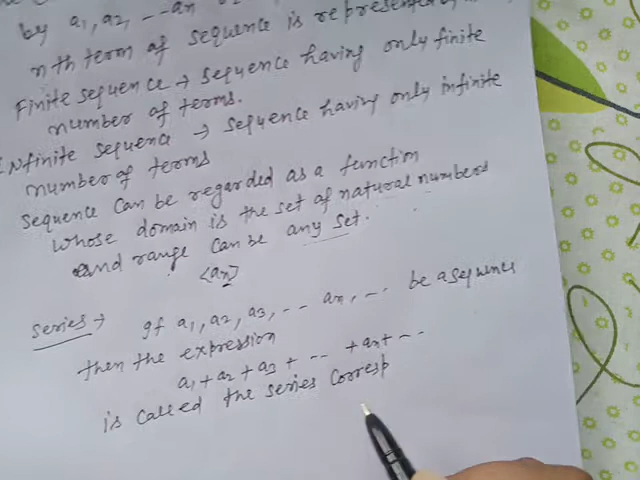 by a1, a2, --an
nth term of sequence is represented
Finite sequence → sequence having only finite
number of terms.
Infinite sequence → sequence having only infinite
number of terms
sequence can be regarded as a function
whose domain is the set of natural numbers
and range can be any set.
<an]
series → If a1, a2, a3, -- an, -- be a sequence
then the expression
a1 + a2 + a3 + -- + an + --
is called the series corresp